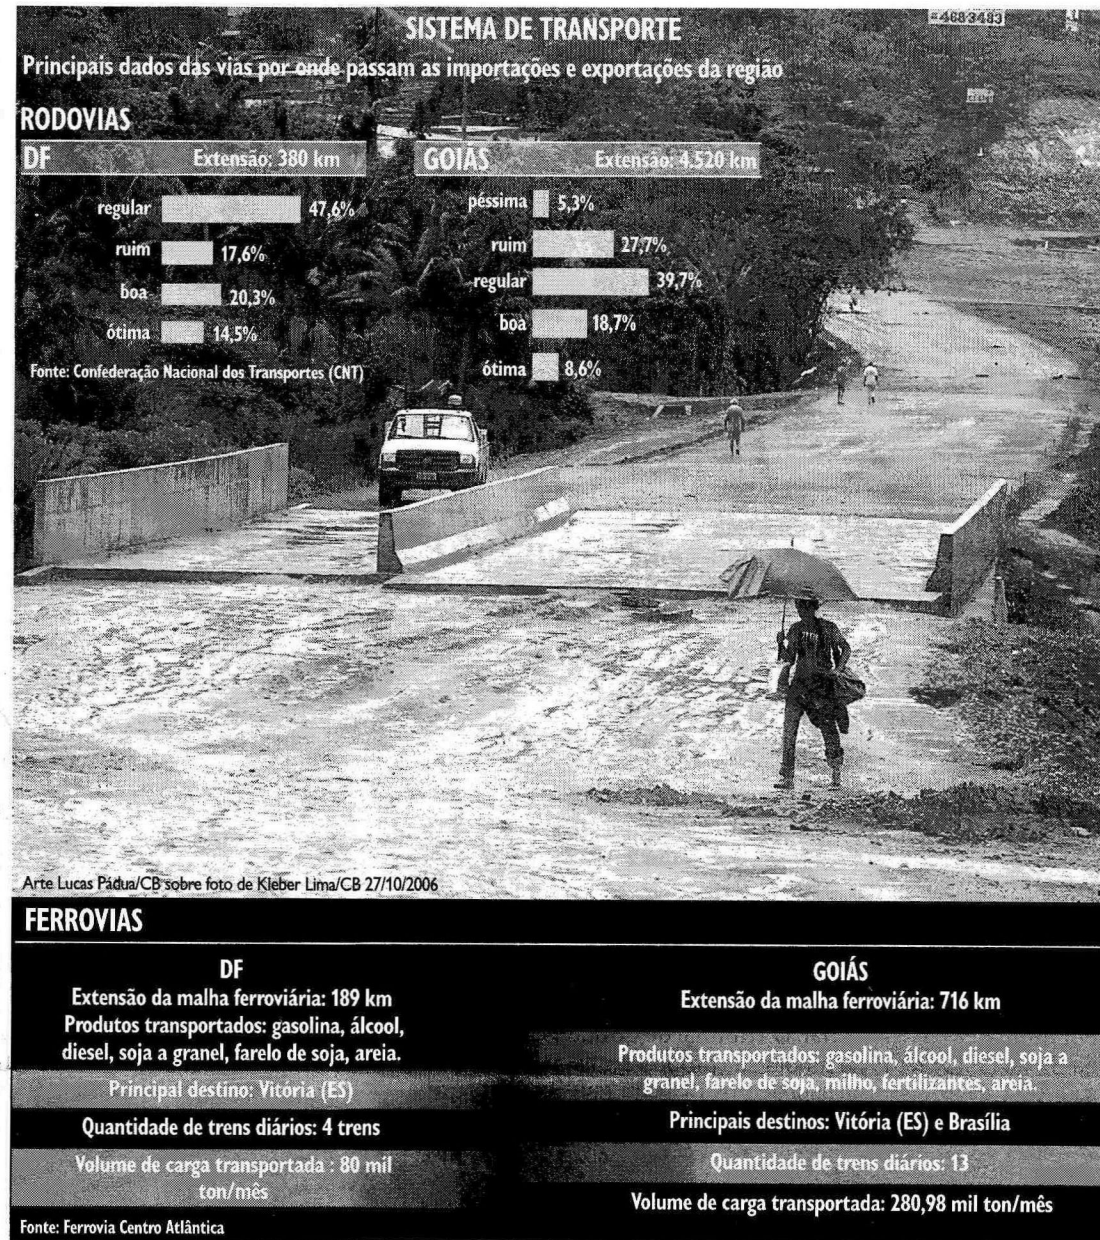 #4683483
SISTEMA DE TRANSPORTE
Principais dados das vias por onde passam as importações e exportações da região
RODOVIAS
DF Extensão: 380 km
regular 47,6%
ruim 17,6%
boa 20,3%
ótima 14,5%
Fonte: Confederação Nacional dos Transportes (CNT)
GOIÁS Extensão: 4.520 km
péssima 5,3%
ruim 27,7%
regular 39,7%
boa 18,7%
ótima 8,6%
Arte Lucas Pádua/CB sobre foto de Kleber Lima/CB 27/10/2006
FERROVIAS
DF
Extensão da malha ferroviária: 189 km
Produtos transportados: gasolina, álcool,
diesel, soja a granel, farelo de soja, areia.
Principal destino: Vitória (ES)
Quantidade de trens diários: 4 trens
Volume de carga transportada : 80 mil
ton/mês
Fonte: Ferrovia Centro Atlântica
GOIÁS
Extensão da malha ferroviária: 716 km
Produtos transportados: gasolina, álcool, diesel, soja a
granel, farelo de soja, milho, fertilizantes, areia.
Principais destinos: Vitória (ES) e Brasília
Quantidade de trens diários: 13
Volume de carga transportada: 280,98 mil ton/mês